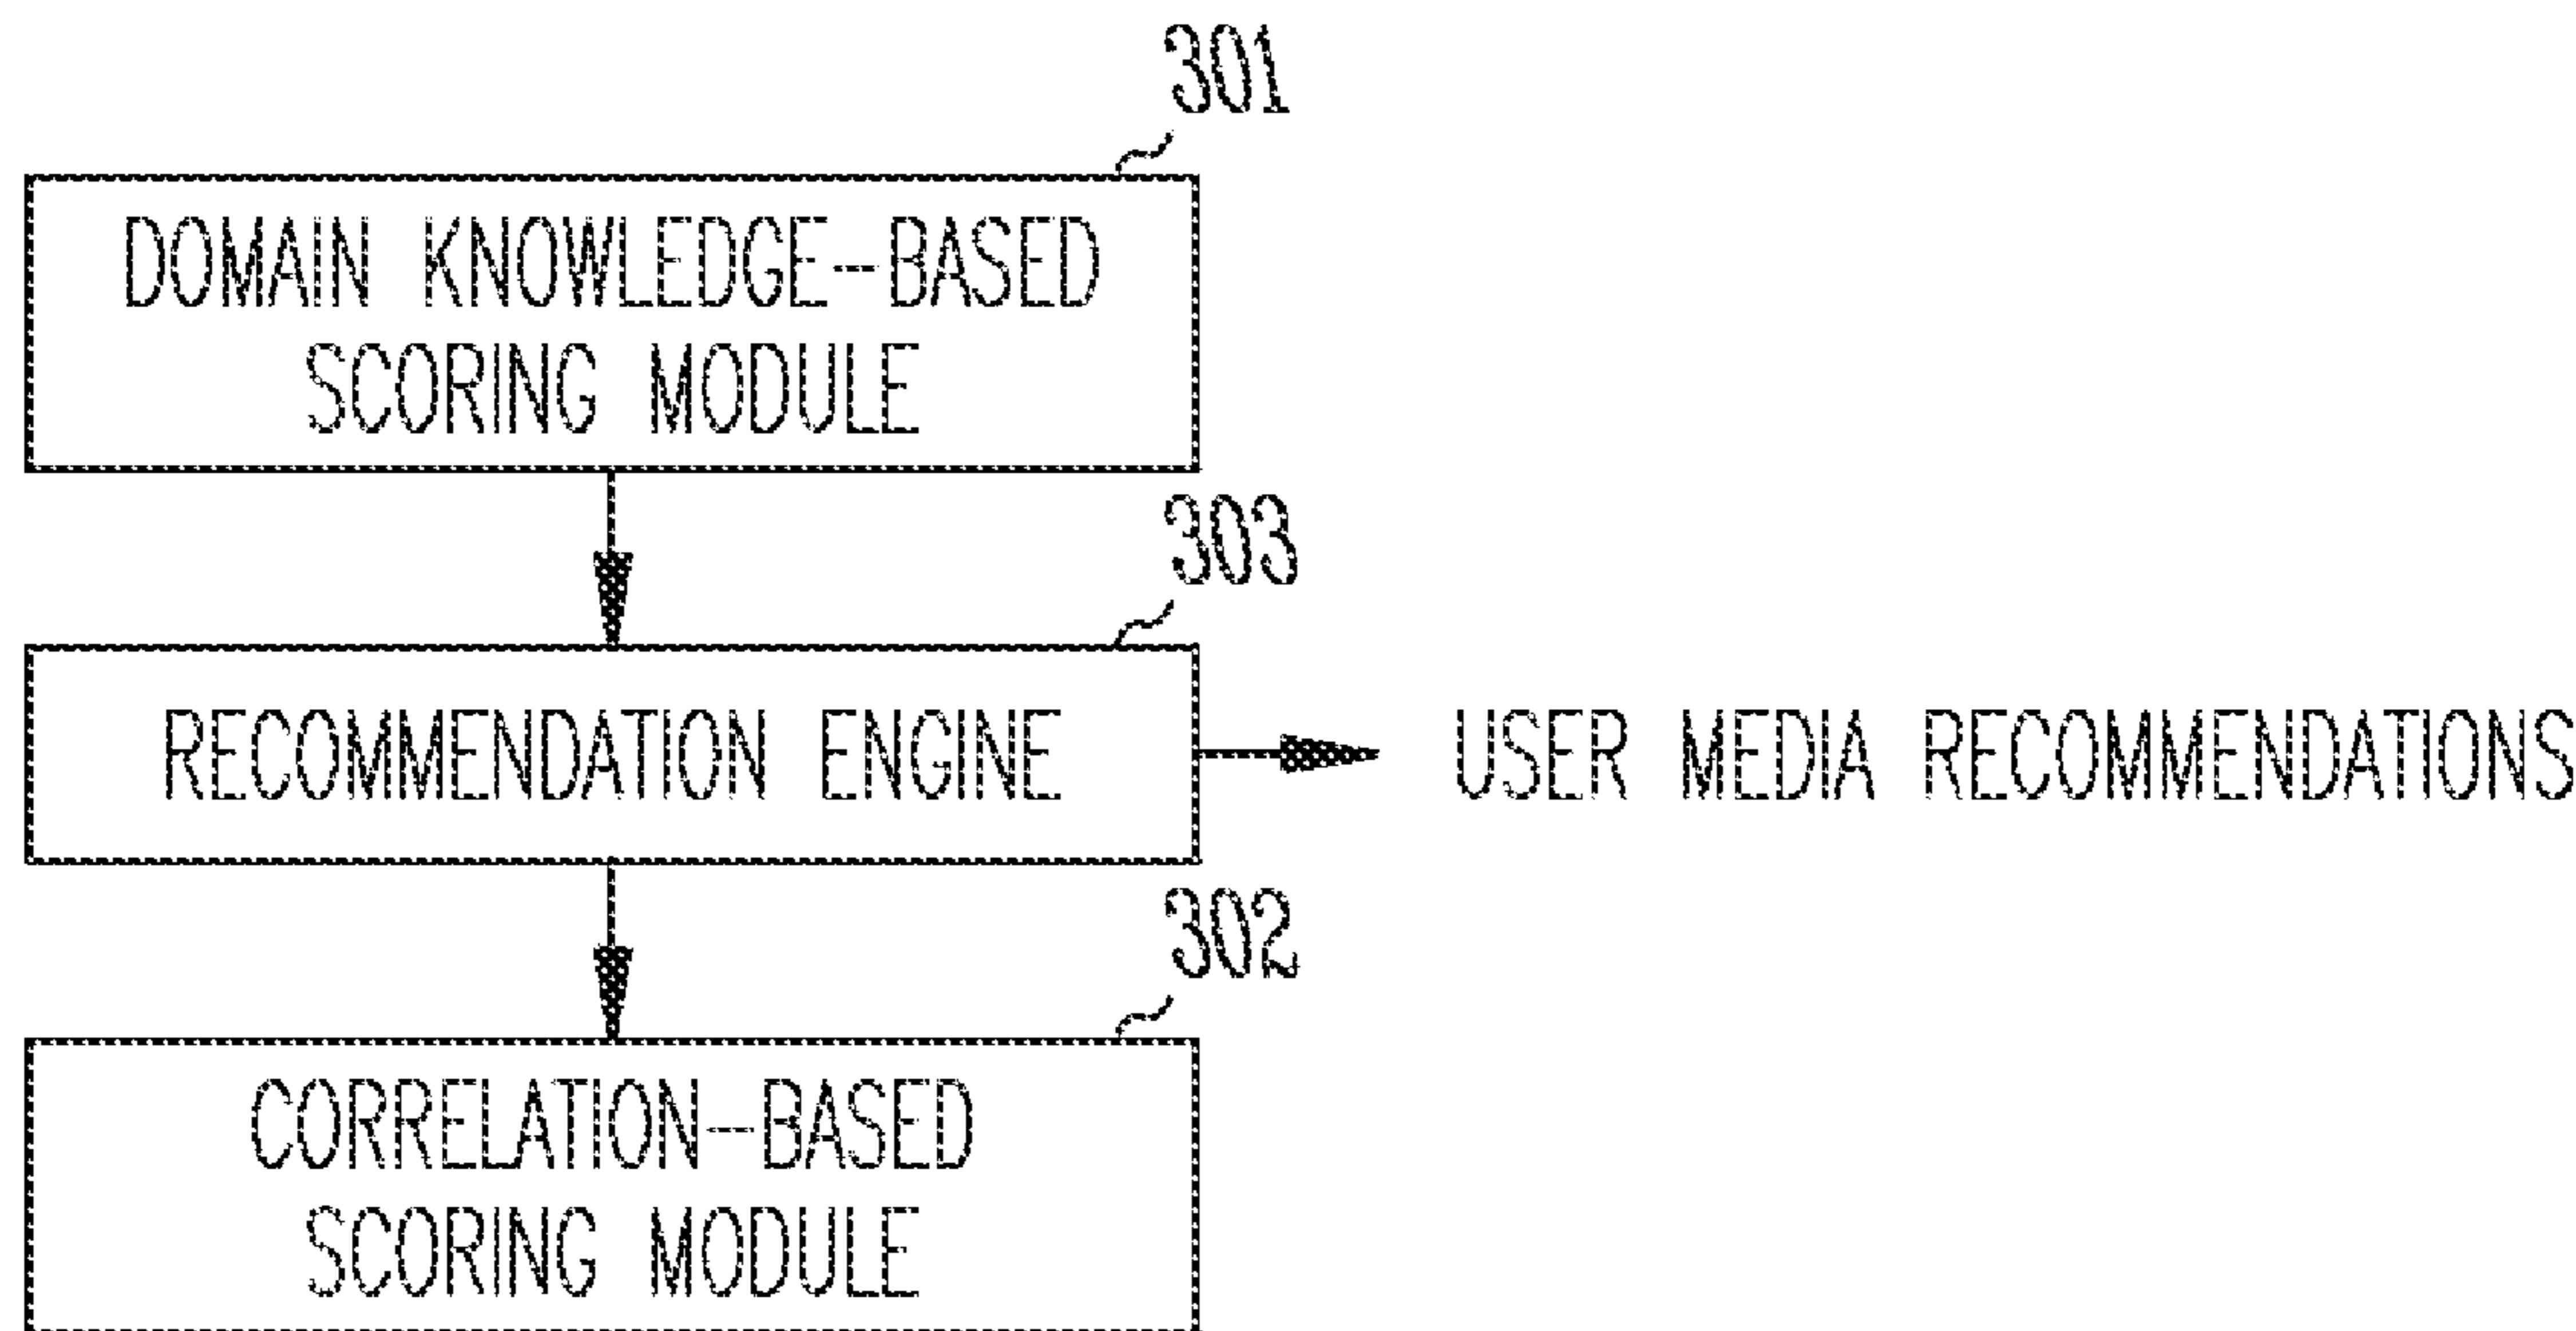 301
DOMAIN KNOWLEDGE-BASED
SCORING MODULE
303
RECOMMENDATION ENGINE
USER MEDIA RECOMMENDATIONS
302
CORRELATION-BASED
SCORING MODULE